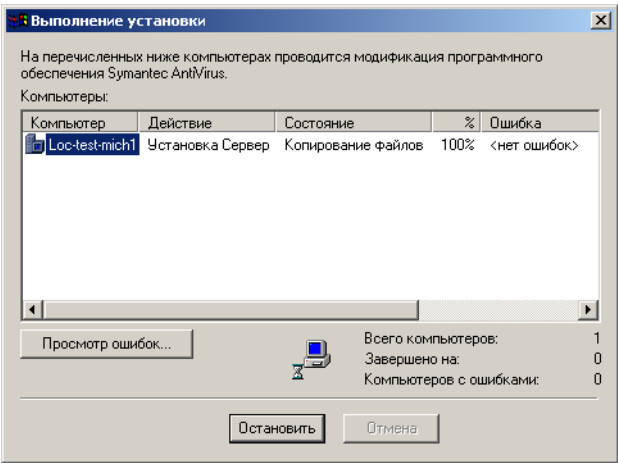 Выполнение установки
На перечисленных ниже компьютерах проводится модификация программного
обеспечения Symantec AntiVirus.
Компьютеры:
Компьютер Действие Состояние % Ошибка
Loc-test-mich1 Установка Сервер Копирование файлов 100% <нет ошибок>
Просмотр ошибок...
Всего компьютеров: 1
Завершено на: 0
Компьютеров с ошибками: 0
Остановить Отмена